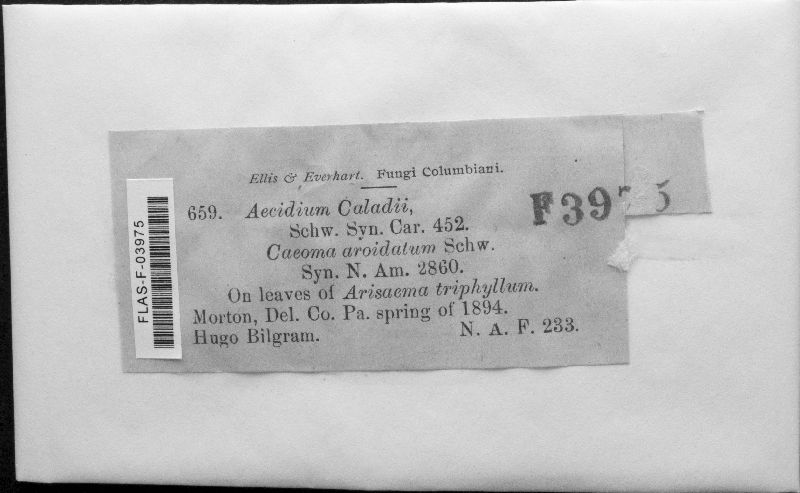 Ellis & Everhart. Fungi Columbiani.
659. Aecidium Caladii,
Schw. Syn. Car. 452.
Caeoma aroidatum Schw.
Syn. N. Am. 2860.
On leaves of Arisaema triphyllum.
Morton, Del. Co. Pa. spring of 1894.
Hugo Bilgram. N. A. F. 233.
F3975
FLAS-F-03975